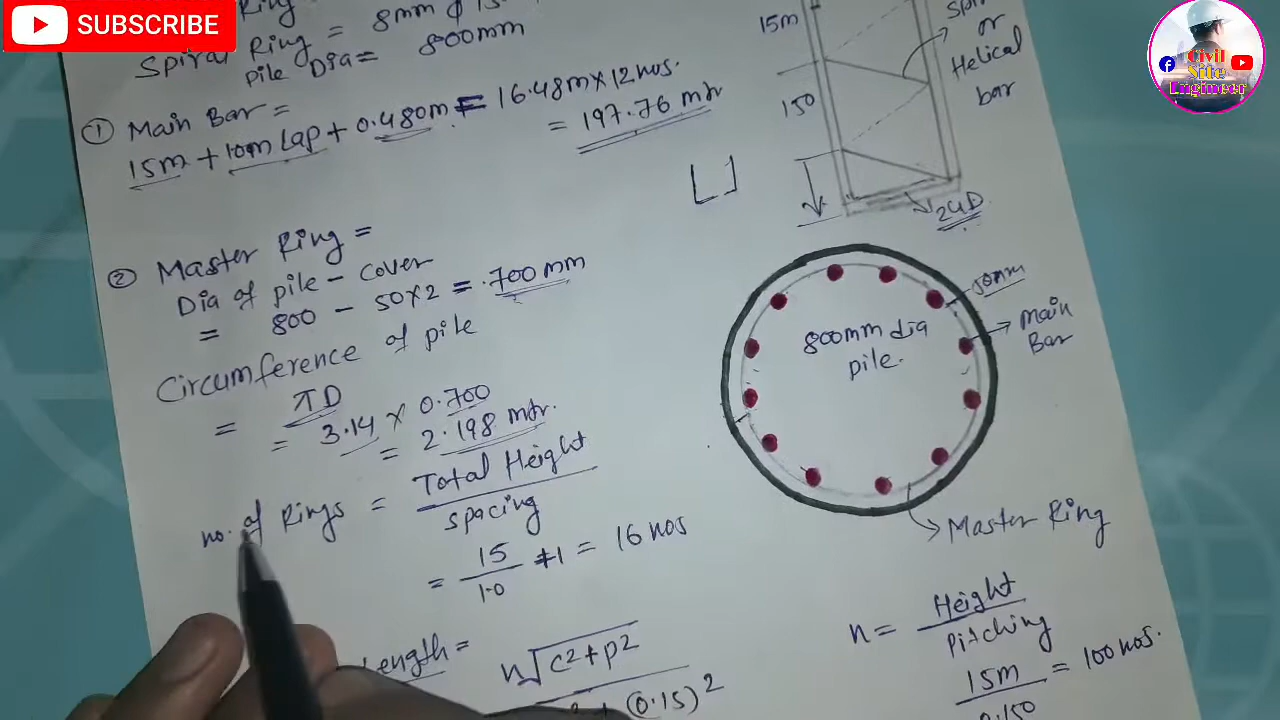 SUBSCRIBE
Ring
Spiral Ring = 8mm ϕ
pile Dia = 800mm
① Main Bar =
15m + 10m Lap + 0.480m = 16.48m × 12 nos.
= 197.76 mtr
② Master Ring =
Dia of pile - cover
= 800 - 50×2 = 700 mm
Circumference of pile
= πD
= 3.14 × 0.700
= 2.198 mtr.
no. of Rings = Total Height
spacing
= 15 +1 = 16 nos
1.0
Length = n√c²+p²
+ (0.15)²
15m
150
or
Helical
bar
24D
50mm
Main
Bar
800mm dia
pile.
Master Ring
n = Height
Pitching
15m = 100 nos.
0.150
Civil
Site
Engineer